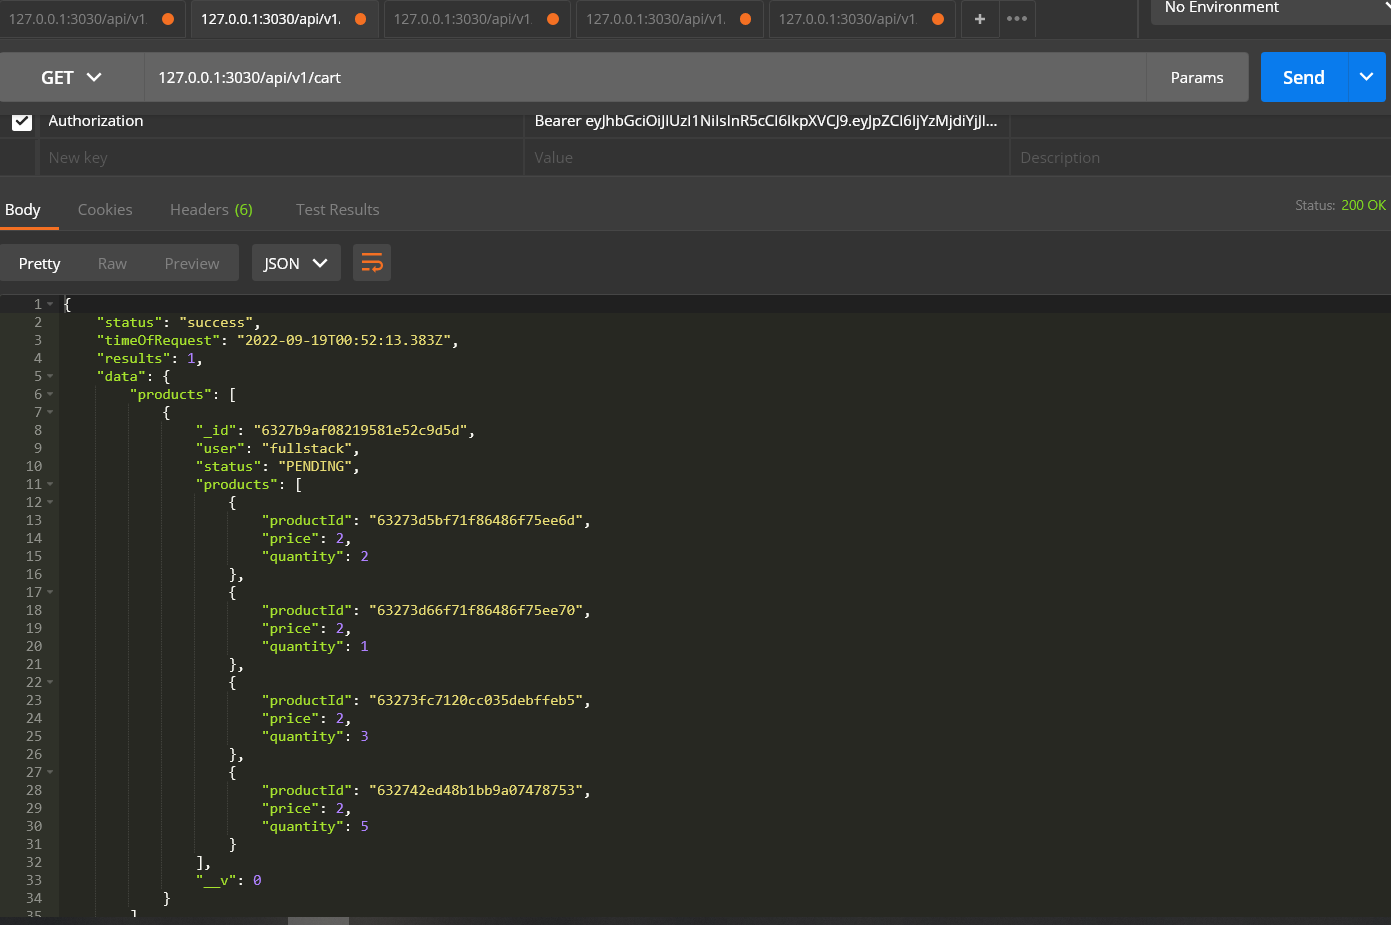 127.0.0.1:3030/api/v1. 127.0.0.1:3030/api/v1. 127.0.0.1:3030/api/v1 127.0.0.1:3030/api/v1. 127.0.0.1:3030/api/v1 + ••• No Environment
GET 127.0.0.1:3030/api/v1/cart Params Send
Authorization Bearer eyJhbGciOiJIUzI1NiIsInR5cCI6IkpXVCJ9.eyJpZCI6IjYzMjdiYjJl...
New key Value Description
Body Cookies Headers (6) Test Results Status: 200 OK
Pretty Raw Preview JSON
1 {
2 "status": "success",
3 "timeOfRequest": "2022-09-19T00:52:13.383Z",
4 "results": 1,
5 "data": {
6 "products": [
7 {
8 "_id": "6327b9af08219581e52c9d5d",
9 "user": "fullstack",
10 "status": "PENDING",
11 "products": [
12 {
13 "productId": "63273d5bf71f86486f75ee6d",
14 "price": 2,
15 "quantity": 2
16 },
17 {
18 "productId": "63273d66f71f86486f75ee70",
19 "price": 2,
20 "quantity": 1
21 },
22 {
23 "productId": "63273fc7120cc035debffeb5",
24 "price": 2,
25 "quantity": 3
26 },
27 {
28 "productId": "632742ed48b1bb9a07478753",
29 "price": 2,
30 "quantity": 5
31 }
32 ],
33 "__v": 0
34 }
35 ]